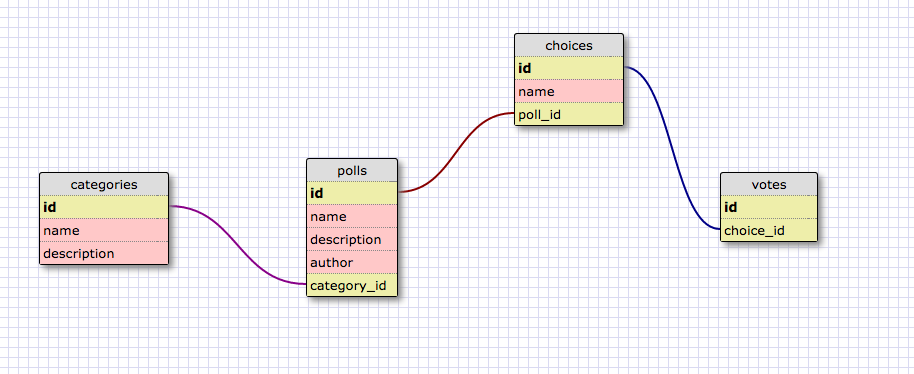 categories
id
name
description
polls
id
name
description
author
category_id
choices
id
name
poll_id
votes
id
choice_id